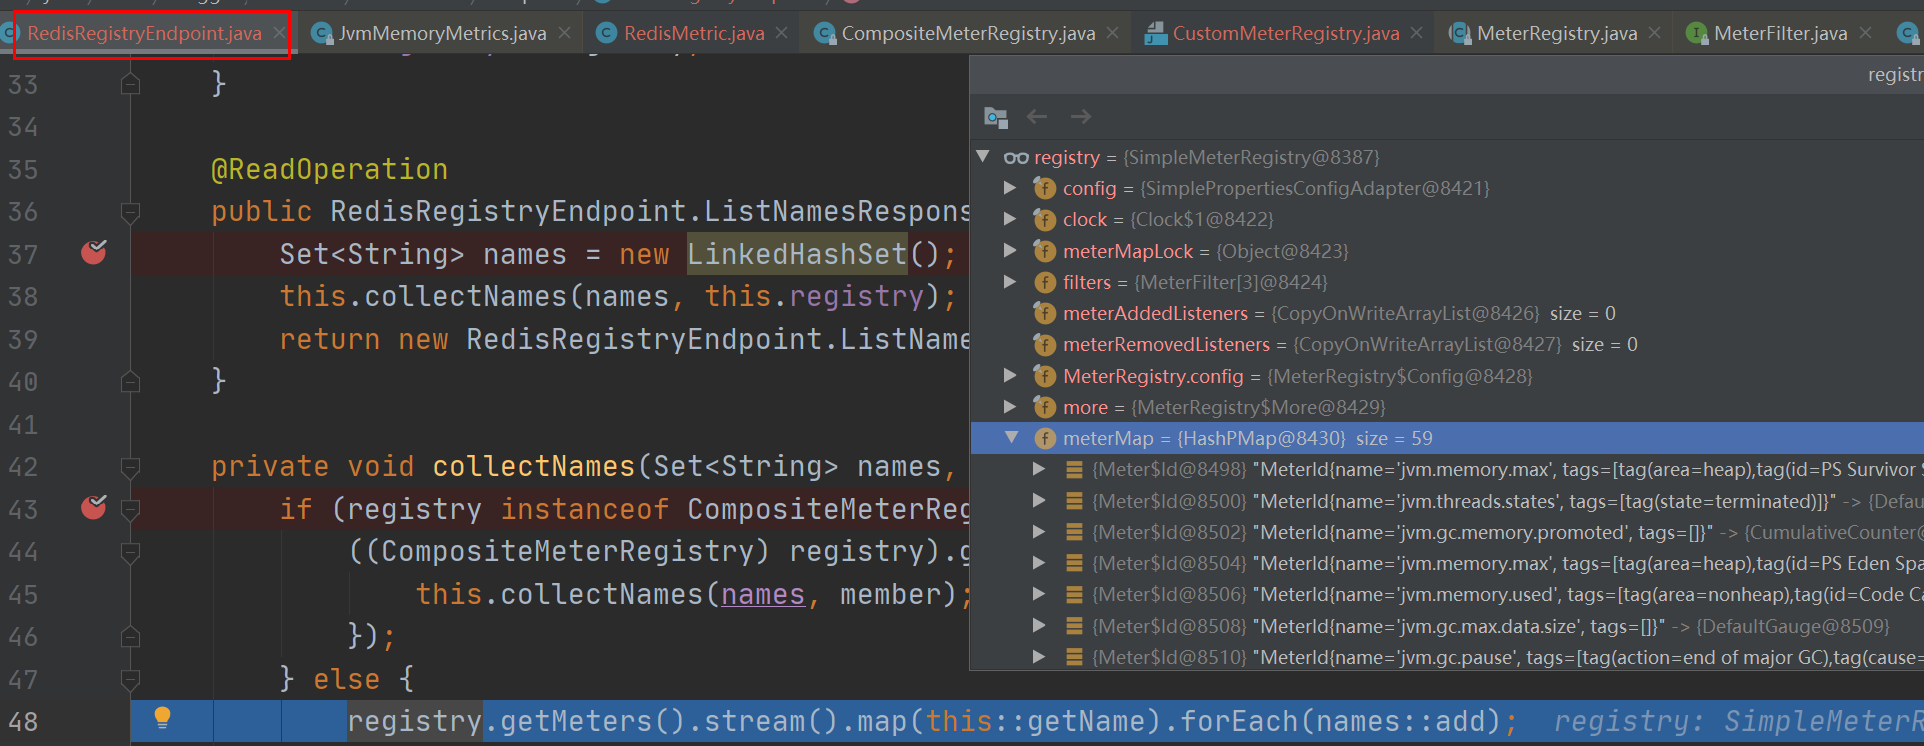 RedisRegistryEndpoint.java JvmMemoryMetrics.java RedisMetric.java CompositeMeterRegistry.java CustomMeterRegistry.java MeterRegistry.java MeterFilter.java
33 }
34
35 @ReadOperation
36 public RedisRegistryEndpoint.ListNamesRespons
37 Set<String> names = new LinkedHashSet();
38 this.collectNames(names, this.registry);
39 return new RedisRegistryEndpoint.ListName
40 }
41
42 private void collectNames(Set<String> names,
43 if (registry instanceof CompositeMeterReg
44 ((CompositeMeterRegistry) registry).g
45 this.collectNames(names, member);
46 });
47 } else {
48 registry.getMeters().stream().map(this::getName).forEach(names::add); registry: SimpleMeterR
registr
registry = {SimpleMeterRegistry@8387}
config = {SimplePropertiesConfigAdapter@8421}
clock = {Clock$1@8422}
meterMapLock = {Object@8423}
filters = {MeterFilter[3]@8424}
meterAddedListeners = {CopyOnWriteArrayList@8426} size = 0
meterRemovedListeners = {CopyOnWriteArrayList@8427} size = 0
MeterRegistry.config = {MeterRegistry$Config@8428}
more = {MeterRegistry$More@8429}
meterMap = {HashPMap@8430} size = 59
{Meter$Id@8498} "MeterId{name='jvm.memory.max', tags=[tag(area=heap),tag(id=PS Survivor S
{Meter$Id@8500} "MeterId{name='jvm.threads.states', tags=[tag(state=terminated)]}" -> {Defau
{Meter$Id@8502} "MeterId{name='jvm.gc.memory.promoted', tags=[]}" -> {CumulativeCounter@
{Meter$Id@8504} "MeterId{name='jvm.memory.max', tags=[tag(area=heap),tag(id=PS Eden Spa
{Meter$Id@8506} "MeterId{name='jvm.memory.used', tags=[tag(area=nonheap),tag(id=Code Ca
{Meter$Id@8508} "MeterId{name='jvm.gc.max.data.size', tags=[]}" -> {DefaultGauge@8509}
{Meter$Id@8510} "MeterId{name='jvm.gc.pause', tags=[tag(action=end of major GC),tag(cause=